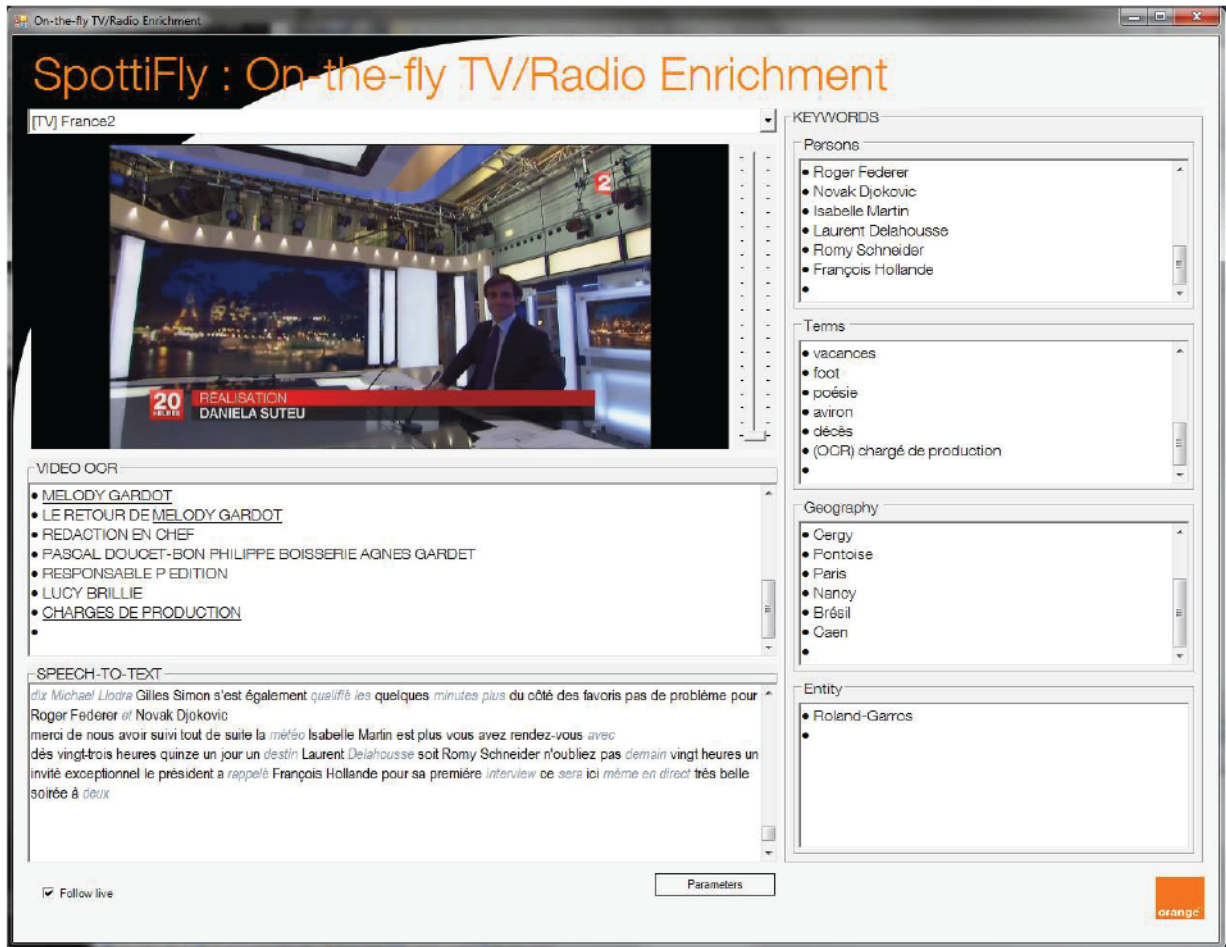 On-the-fly TV/Radio Enrichment
SpottiFly : On-the-fly TV/Radio Enrichment
[TV] France2
2
20
HEURES
RÉALISATION
DANIELA SUTEU
VIDEO OCR
• MELODY GARDOT
• LE RETOUR DE MELODY GARDOT
• REDACTION EN CHEF
• PASCAL DOUCET-BON PHILIPPE BOISSERIE AGNES GARDET
• RESPONSABLE P EDITION
• LUCY BRILLIE
• CHARGES DE PRODUCTION
SPEECH-TO-TEXT
dix Michael Llodra Gilles Simon s'est également qualifié les quelques minutes plus du côté des favoris pas de problème pour
Roger Federer et Novak Djokovic
merci de nous avoir suivi tout de suite la météo Isabelle Martin est plus vous avez rendez-vous avec
dès vingt-trois heures quinze un jour un destin Laurent Delahousse soit Romy Schneider n'oubliez pas demain vingt heures un
invité exceptionnel le président a rappelé François Hollande pour sa première interview ce sera ici même en direct très belle
soirée à deux
Follow live
Parameters
KEYWORDS
Persons
• Roger Federer
• Novak Djokovic
• Isabelle Martin
• Laurent Delahousse
• Romy Schneider
• François Hollande
Terms
• vacances
• foot
• poésie
• aviron
• décès
• (OCR) chargé de production
Geography
• Cergy
• Pontoise
• Paris
• Nancy
• Brésil
• Caen
Entity
• Roland-Garros
orange